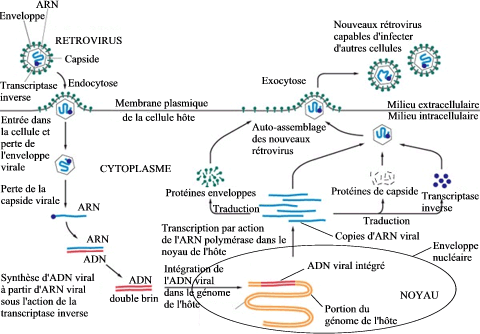 Enveloppe
ARN
RETROVIRUS
Capside
Transcriptase
inverse
Endocytose
Nouveaux rétrovirus
capables d'infecter
d'autres cellules
Exocytose
Membrane plasmique
de la cellule hôte
Milieu extracellulaire
Milieu intracellulaire
Entrée dans
la cellule et
perte de
l'enveloppe
virale
CYTOPLASME
Auto-assemblage
des nouveaux
rétrovirus
Perte de la
capside virale
ARN
Protéines enveloppes
Protéines de capside
Transcriptase
inverse
Traduction
Traduction
Transcription par action
de l'ARN polymérase dans le
noyau de l'hôte
Copies d'ARN viral
ARN
ADN
Enveloppe
nucléaire
Synthèse d'ADN viral
à partir d'ARN viral
sous l'action de la
transcriptase inverse
ADN
double brin
Intégration de
l'ADN viral
dans le génome
de l'hôte
ADN viral intégré
NOYAU
Portion du
génome de l'hôte